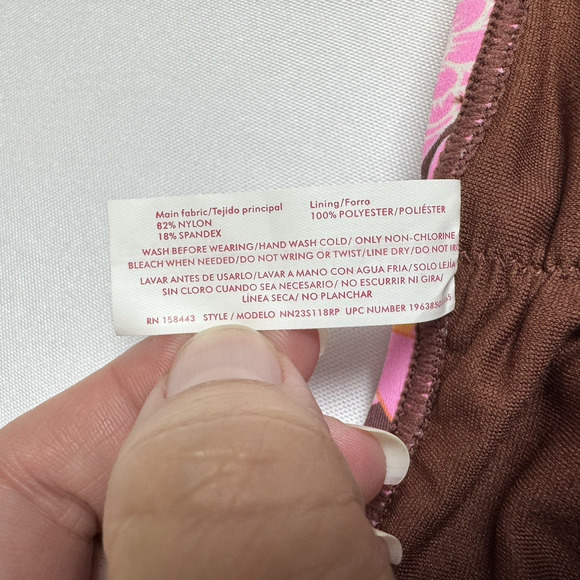 Main fabric/Tejido principal
82% NYLON
18% SPANDEX
Lining/Forro
100% POLYESTER/POLIÉSTER
WASH BEFORE WEARING/HAND WASH COLD/ ONLY NON-CHLORINE
BLEACH WHEN NEEDED/DO NOT WRING OR TWIST/LINE DRY/DO NOT IRO
LAVAR ANTES DE USARLO/LAVAR A MANO CON AGUA FRIA/SOLO LEJÍA
SIN CLORO CUANDO SEA NECESARIO/ NO ESCURRIR NI GIRA/
LÍNEA SECA/ NO PLANCHAR
RN 158443 STYLE / MODELO NN23S118RP UPC NUMBER